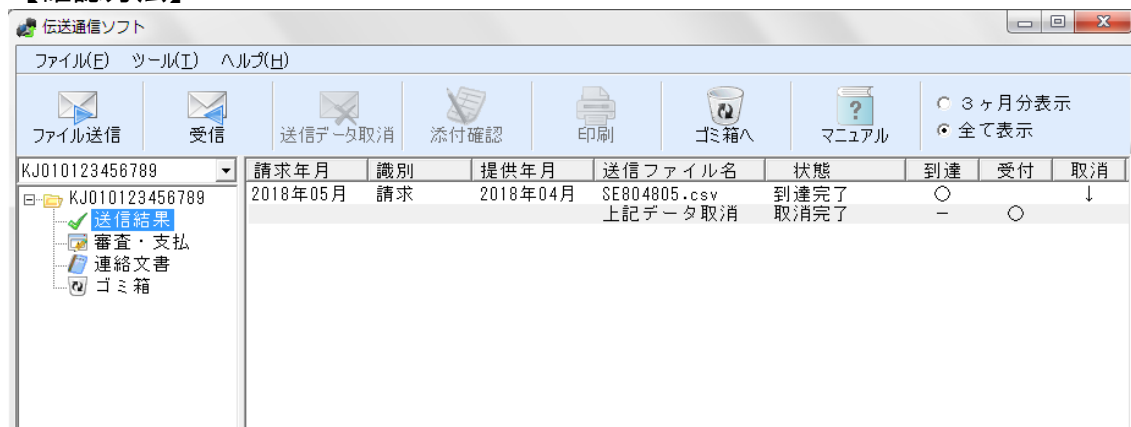 伝送通信ソフト
ファイル(F) ツール(T) ヘルプ(H)
ファイル送信 受信 送信データ取消 添付確認 印刷 ゴミ箱へ マニュアル
３ヶ月分表示
全て表示
KJ010123456789
請求年月 識別 提供年月 送信ファイル名 状態 到達 受付 取消
KJ010123456789
2018年05月 請求 2018年04月 SE804805.csv 到達完了 ○ ↓
送信結果
上記データ取消 取消完了 － ○
審査・支払
連絡文書
ゴミ箱